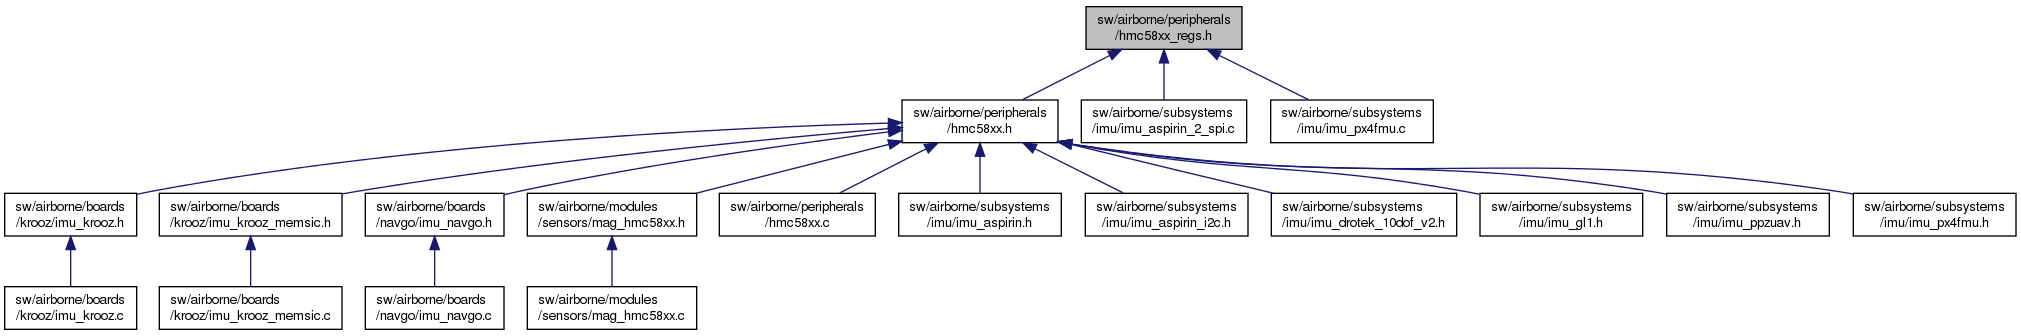 sw/airborne/peripherals
/hmc58xx_regs.h
sw/airborne/peripherals
/hmc58xx.h
sw/airborne/subsystems
/imu/imu_aspirin_2_spi.c
sw/airborne/subsystems
/imu/imu_px4fmu.c
sw/airborne/boards
/krooz/imu_krooz.h
sw/airborne/boards
/krooz/imu_krooz_memsic.h
sw/airborne/boards
/navgo/imu_navgo.h
sw/airborne/modules
/sensors/mag_hmc58xx.h
sw/airborne/peripherals
/hmc58xx.c
sw/airborne/subsystems
/imu/imu_aspirin.h
sw/airborne/subsystems
/imu/imu_aspirin_i2c.h
sw/airborne/subsystems
/imu/imu_drotek_10dof_v2.h
sw/airborne/subsystems
/imu/imu_gl1.h
sw/airborne/subsystems
/imu/imu_ppzuav.h
sw/airborne/subsystems
/imu/imu_px4fmu.h
sw/airborne/boards
/krooz/imu_krooz.c
sw/airborne/boards
/krooz/imu_krooz_memsic.c
sw/airborne/boards
/navgo/imu_navgo.c
sw/airborne/modules
/sensors/mag_hmc58xx.c